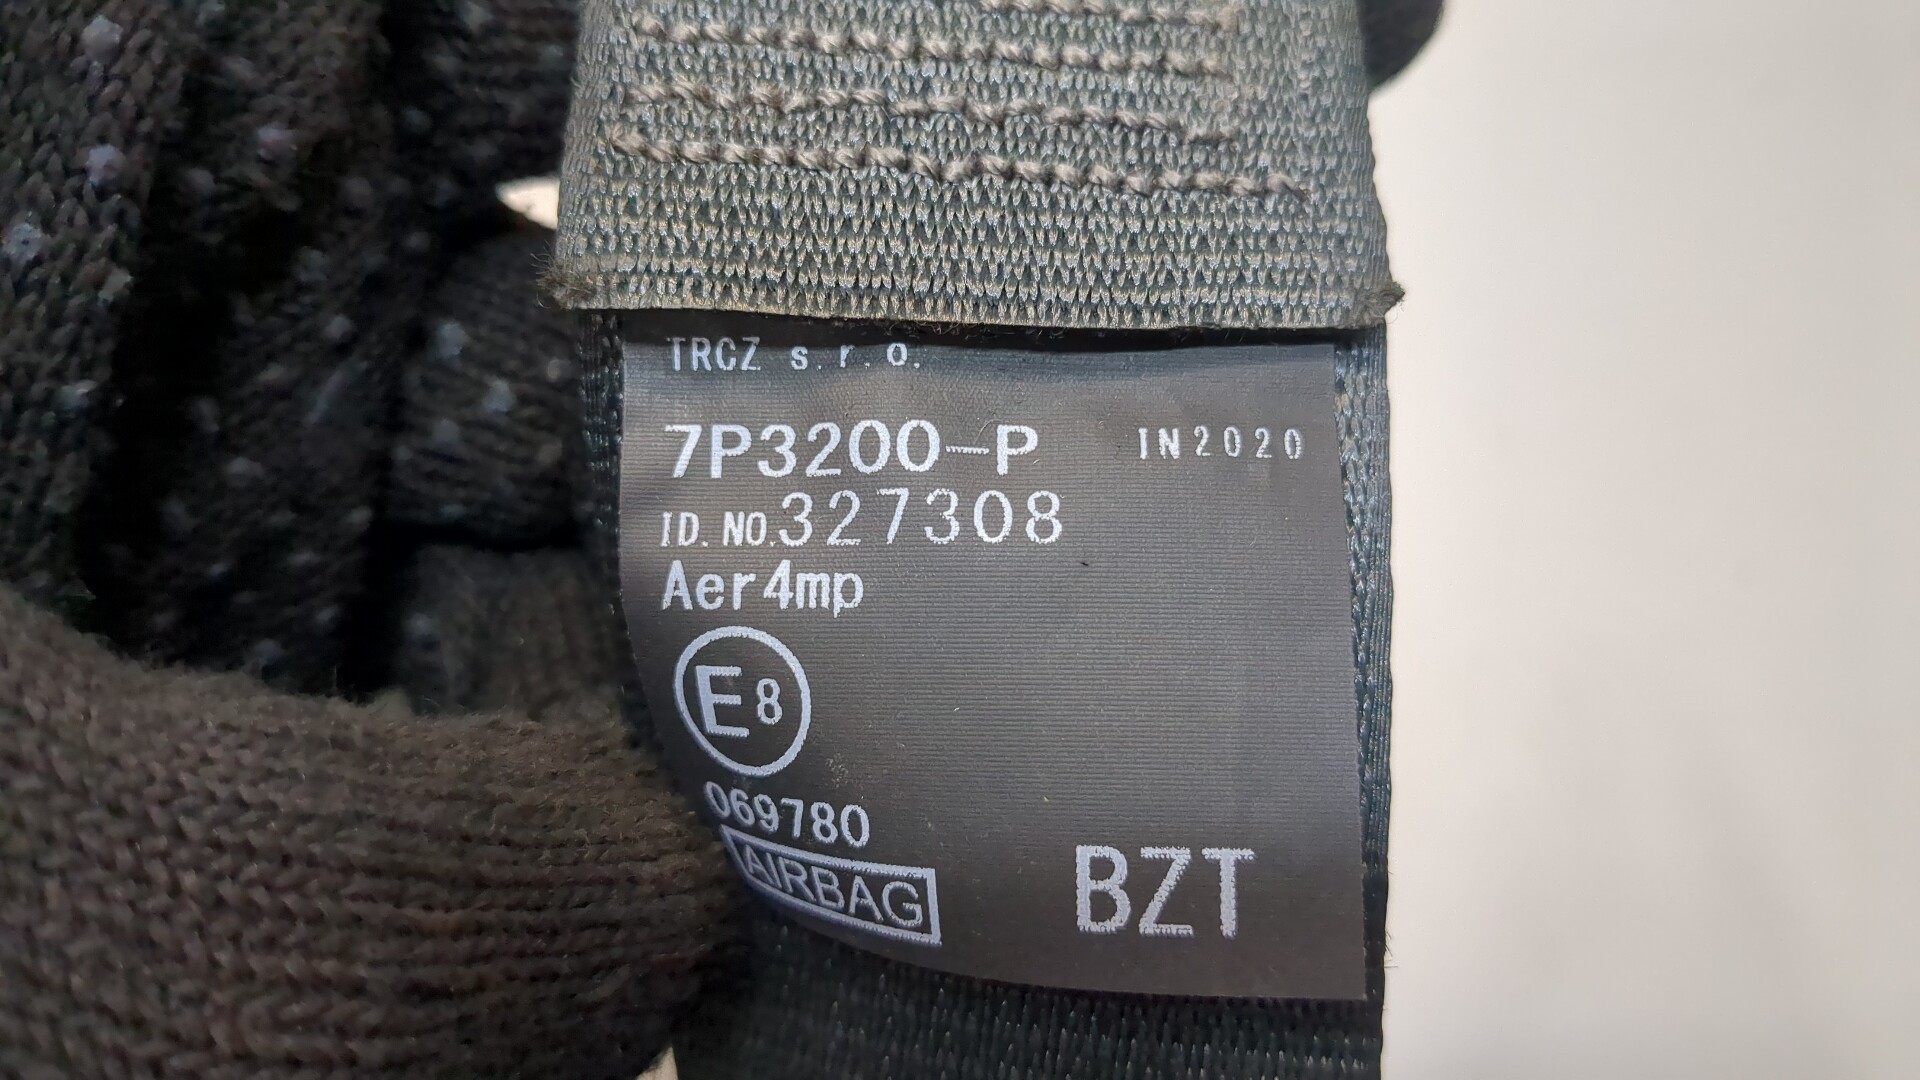 TRCZ s.r.o.
7P3200-P IN2020
ID.NO.327308
Aer4mp
E8
069780
AIRBAG
BZT